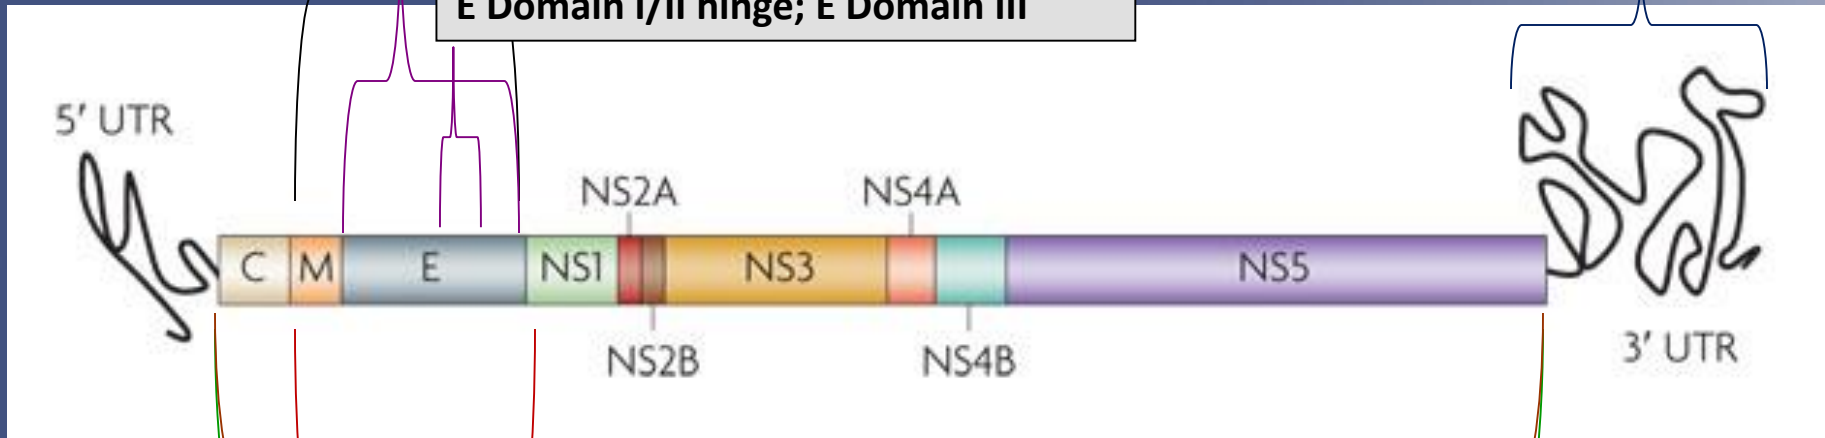 E Domain I/II hinge; E Domain III
5′ UTR
NS2A
NS4A
C M E NS1 NS3 NS5
NS2B
NS4B
3′ UTR